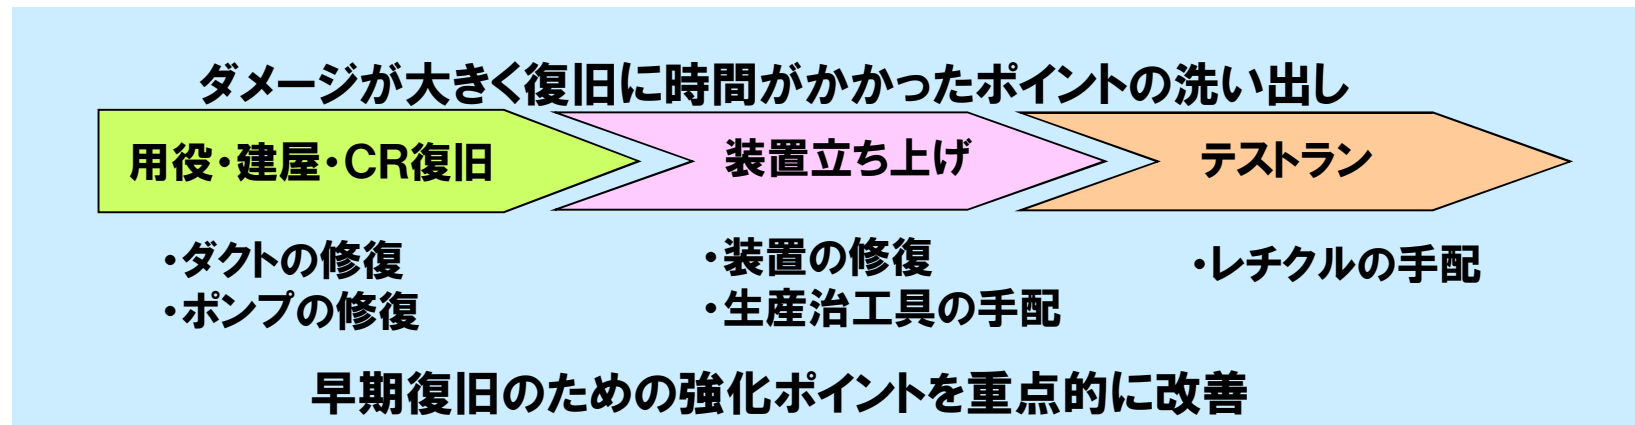 ダメージが大きく復旧に時間がかかったポイントの洗い出し
用役・建屋・CR復旧
装置立ち上げ
テストラン
・ダクトの修復
・ポンプの修復
・装置の修復
・生産治工具の手配
・レチクルの手配
早期復旧のための強化ポイントを重点的に改善